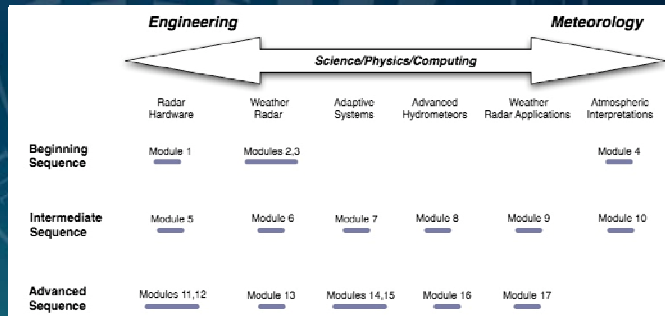 Engineering Meteorology
Science/Physics/Computing
Radar Weather Adaptive Advanced Weather Atmospheric
Hardware Radar Systems Hydrometeors Radar Applications Interpretations
Beginning Module 1 Modules 2,3 Module 4
Sequence
Intermediate Module 5 Module 6 Module 7 Module 8 Module 9 Module 10
Sequence
Advanced Modules 11,12 Module 13 Modules 14,15 Module 16 Module 17
Sequence